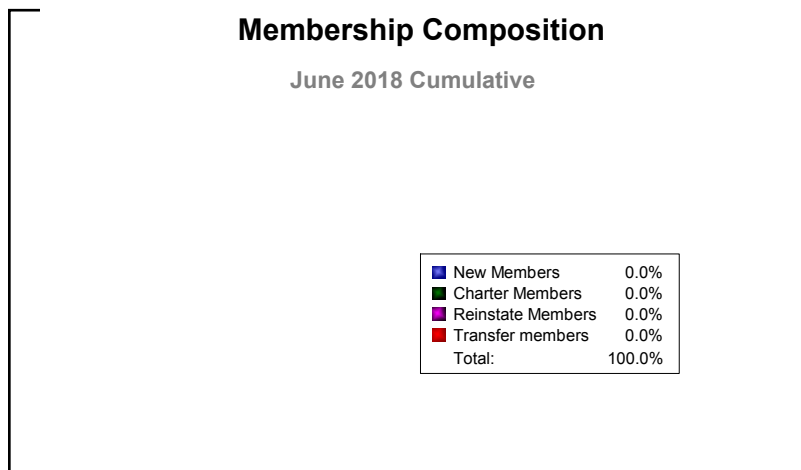 Membership Composition
June 2018 Cumulative
New Members 0.0%
Charter Members 0.0%
Reinstate Members 0.0%
Transfer members 0.0%
Total: 100.0%